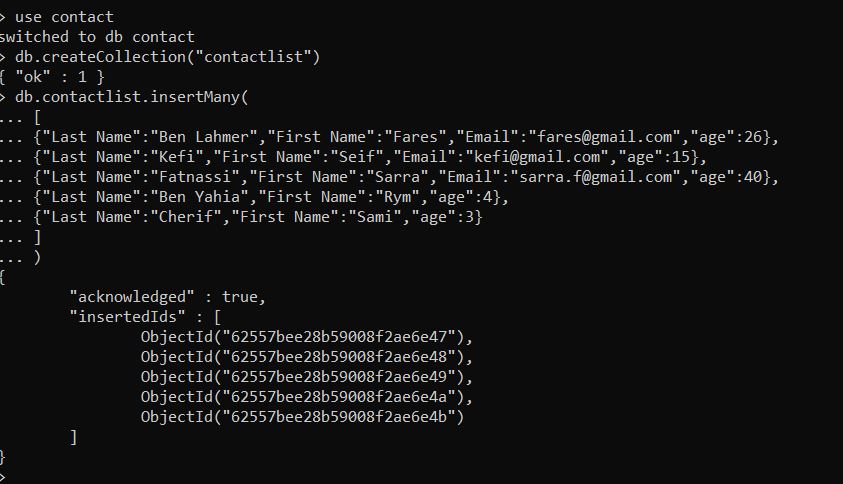 > use contact
switched to db contact
> db.createCollection("contactlist")
{ "ok" : 1 }
> db.contactlist.insertMany(
... [
... {"Last Name":"Ben Lahmer","First Name":"Fares","Email":"fares@gmail.com","age":26},
... {"Last Name":"Kefi","First Name":"Seif","Email":"kefi@gmail.com","age":15},
... {"Last Name":"Fatnassi","First Name":"Sarra","Email":"sarra.f@gmail.com","age":40},
... {"Last Name":"Ben Yahia","First Name":"Rym","age":4},
... {"Last Name":"Cherif","First Name":"Sami","age":3}
... ]
... )
{
        "acknowledged" : true,
        "insertedIds" : [
                ObjectId("62557bee28b59008f2ae6e47"),
                ObjectId("62557bee28b59008f2ae6e48"),
                ObjectId("62557bee28b59008f2ae6e49"),
                ObjectId("62557bee28b59008f2ae6e4a"),
                ObjectId("62557bee28b59008f2ae6e4b")
        ]
}
>